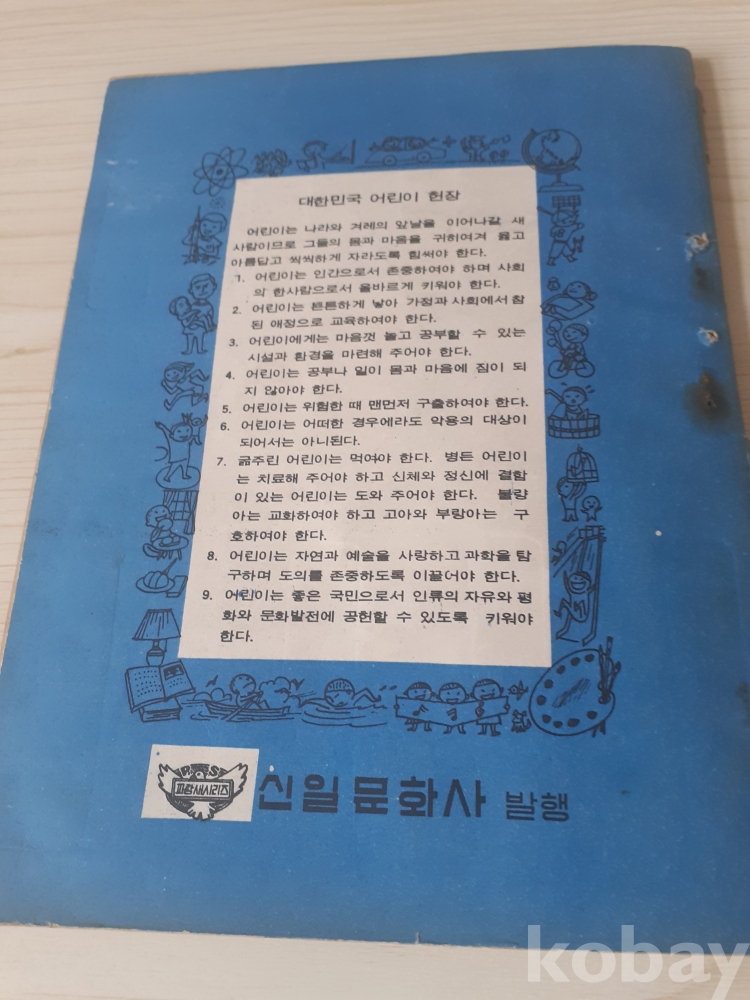 대한민국 어린이 헌장
어린이는 나라와 겨레의 앞날을 이어나갈 새
사람이므로 그들의 몸과 마음을 귀히여겨 옳고
아름답고 씩씩하게 자라도록 힘써야 한다.
1. 어린이는 인간으로서 존중하여야 하며 사회
의 한사람으로서 올바르게 키워야 한다.
2. 어린이는 튼튼하게 낳아 가정과 사회에서 참
된 애정으로 교육하여야 한다.
3. 어린이에게는 마음껏 놀고 공부할 수 있는
시설과 환경을 마련해 주어야 한다.
4. 어린이는 공부나 일이 몸과 마음에 짐이 되
지 않아야 한다.
5. 어린이는 위험한 때 맨먼저 구출하여야 한다.
6. 어린이는 어떠한 경우에라도 악용의 대상이
되어서는 아니된다.
7. 굶주린 어린이는 먹여야 한다. 병든 어린이
는 치료해 주어야 하고 신체와 정신에 결함
이 있는 어린이는 도와 주어야 한다. 불량
아는 교화하여야 하고 고아와 부랑아는 구
호하여야 한다.
8. 어린이는 자연과 예술을 사랑하고 과학을 탐
구하며 도의를 존중하도록 이끌어야 한다.
9. 어린이는 좋은 국민으로서 인류의 자유와 평
화와 문화발전에 공헌할 수 있도록 키워야
한다.
P.O.S
파랑새시리즈
신일문화사 발행
kobay